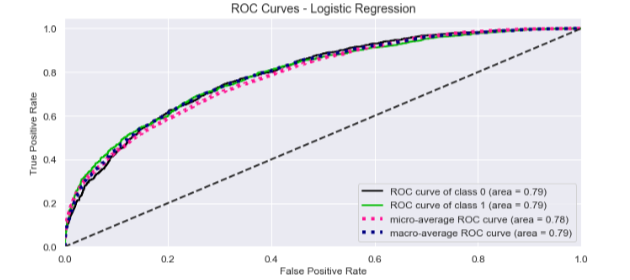 ROC Curves - Logistic Regression
True Positive Rate
1.0
0.8
0.6
0.4
0.2
0.0
ROC curve of class 0 (area = 0.79)
ROC curve of class 1 (area = 0.79)
micro-average ROC curve (area = 0.78)
macro-average ROC curve (area = 0.79)
0.0 0.2 0.4 0.6 0.8 1.0
False Positive Rate